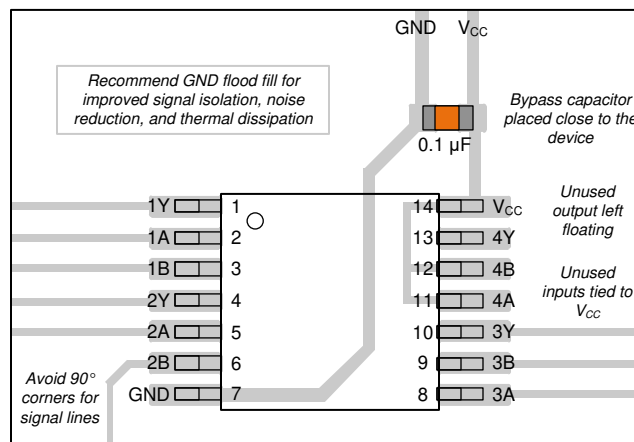 GND VCC
Recommend GND flood fill for
improved signal isolation, noise
reduction, and thermal dissipation
Bypass capacitor
placed close to the
device
0.1 µF
1Y 1 14 VCC
1A 2 13 4Y
1B 3 12 4B
2Y 4 11 4A
2A 5 10 3Y
2B 6 9 3B
GND 7 8 3A
Unused
output left
floating
Unused
inputs tied to
VCC
Avoid 90°
corners for
signal lines